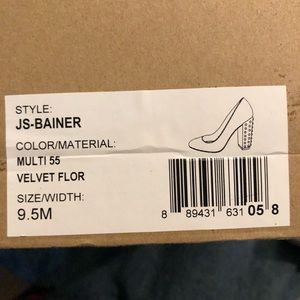 STYLE:
JS-BAINER
COLOR/MATERIAL:
MULTI 55
VELVET FLOR
SIZE/WIDTH:
9.5M
8 89431 631 05 8